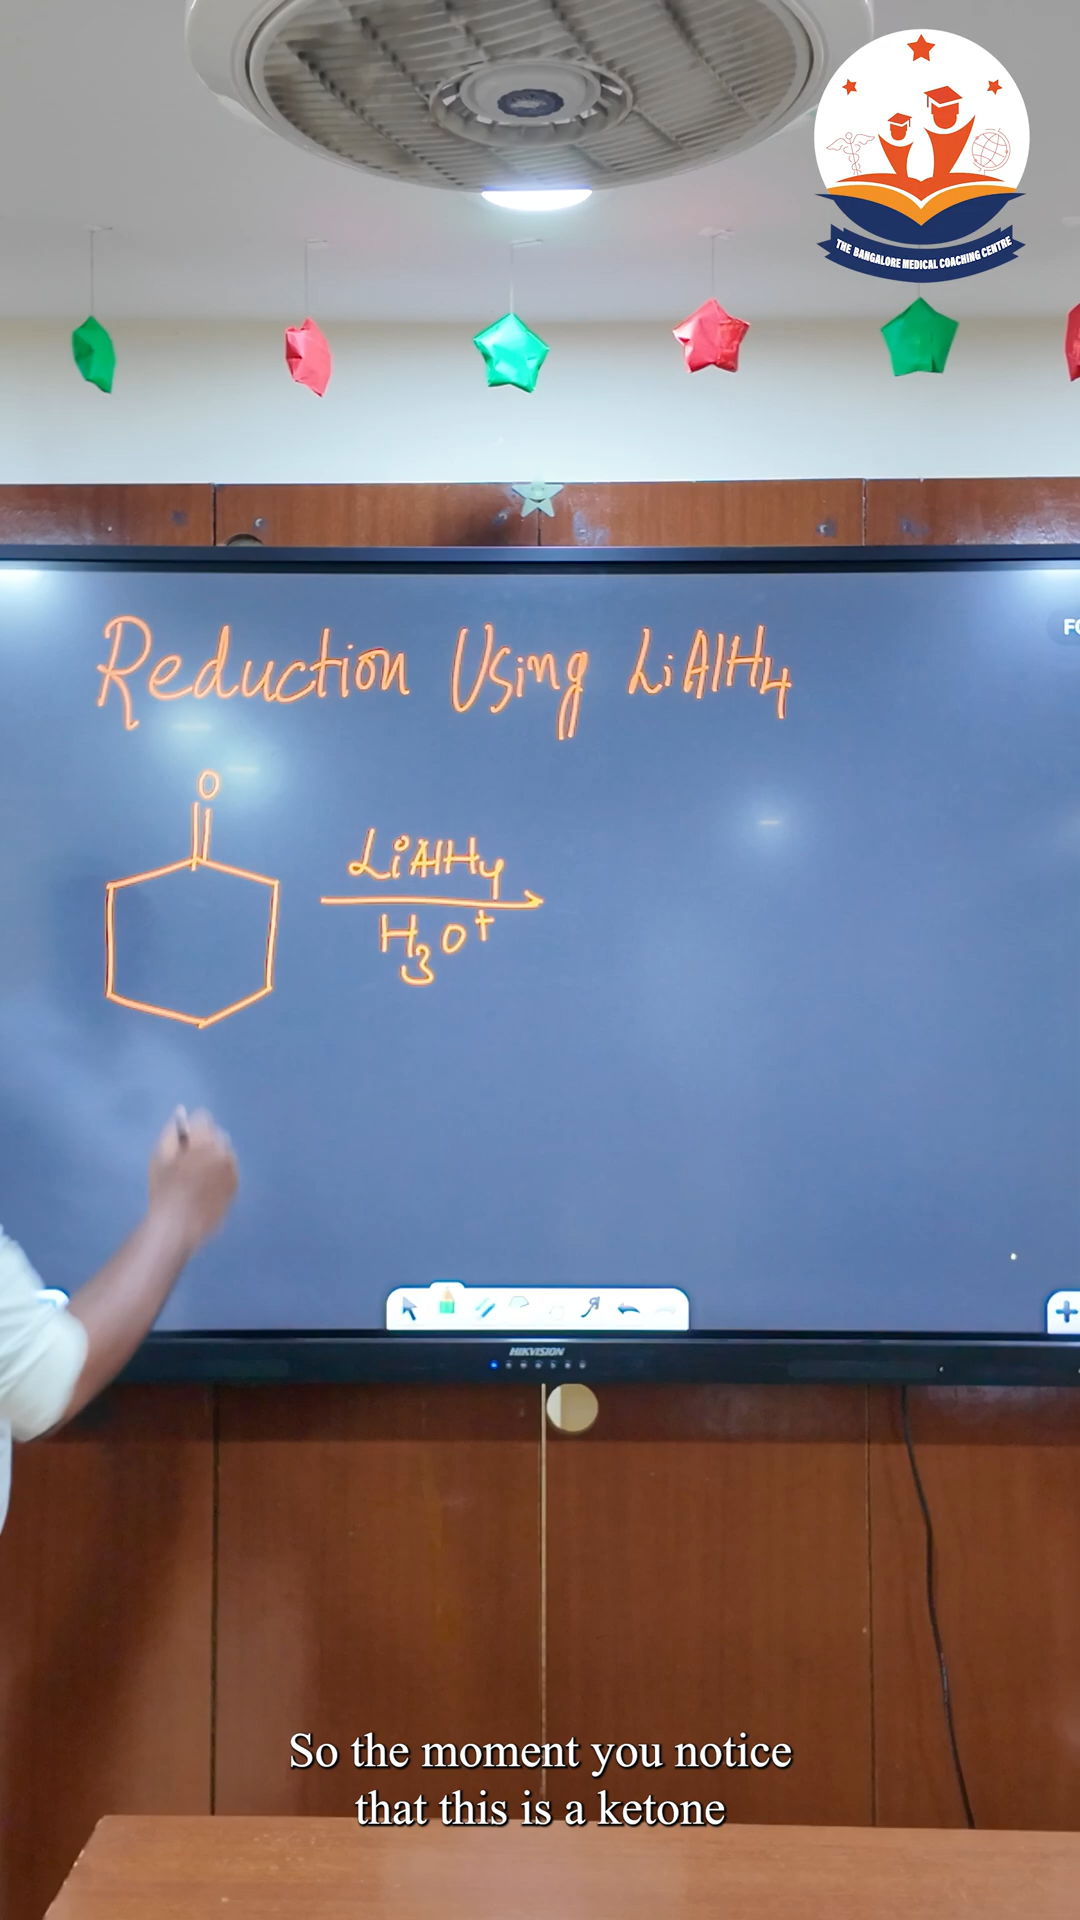 THE BANGALORE MEDICAL COACHING CENTRE
Reduction Using LiAlH4
O
LiAlH4
H3O+
HIKVISION
So the moment you notice
that this is a ketone